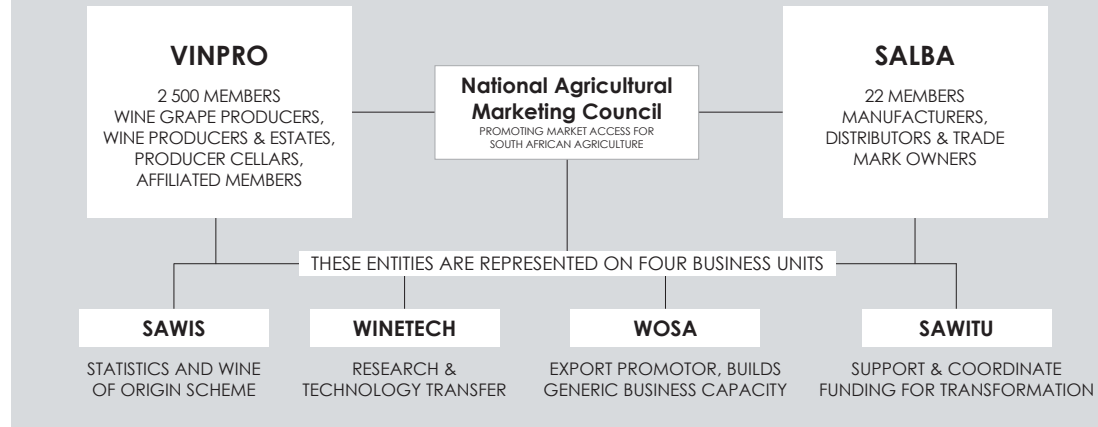 VINPRO
2 500 MEMBERS
WINE GRAPE PRODUCERS,
WINE PRODUCERS & ESTATES,
PRODUCER CELLARS,
AFFILIATED MEMBERS
National Agricultural
Marketing Council
PROMOTING MARKET ACCESS FOR
SOUTH AFRICAN AGRICULTURE
SALBA
22 MEMBERS
MANUFACTURERS,
DISTRIBUTORS & TRADE
MARK OWNERS
THESE ENTITIES ARE REPRESENTED ON FOUR BUSINESS UNITS
SAWIS
STATISTICS AND WINE
OF ORIGIN SCHEME
WINETECH
RESEARCH &
TECHNOLOGY TRANSFER
WOSA
EXPORT PROMOTOR, BUILDS
GENERIC BUSINESS CAPACITY
SAWITU
SUPPORT & COORDINATE
FUNDING FOR TRANSFORMATION